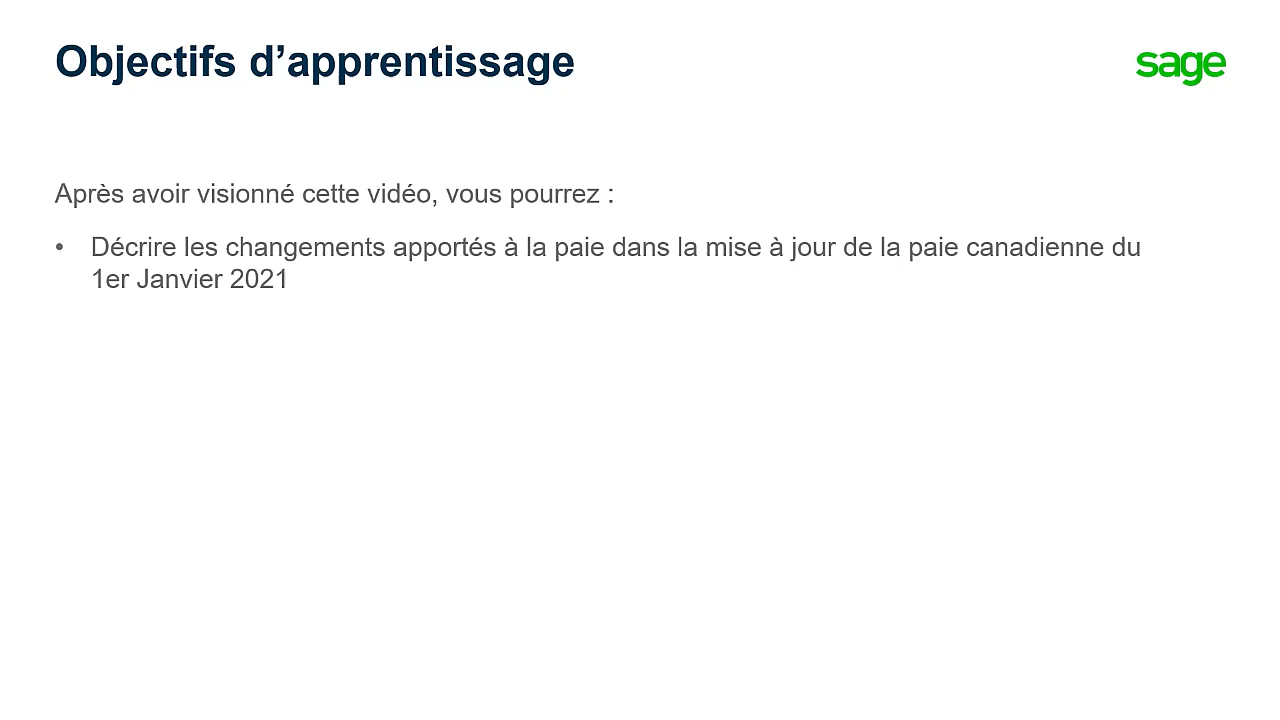 Objectifs d’apprentissage
sage
Après avoir visionné cette vidéo, vous pourrez :
• Décrire les changements apportés à la paie dans la mise à jour de la paie canadienne du
1er Janvier 2021